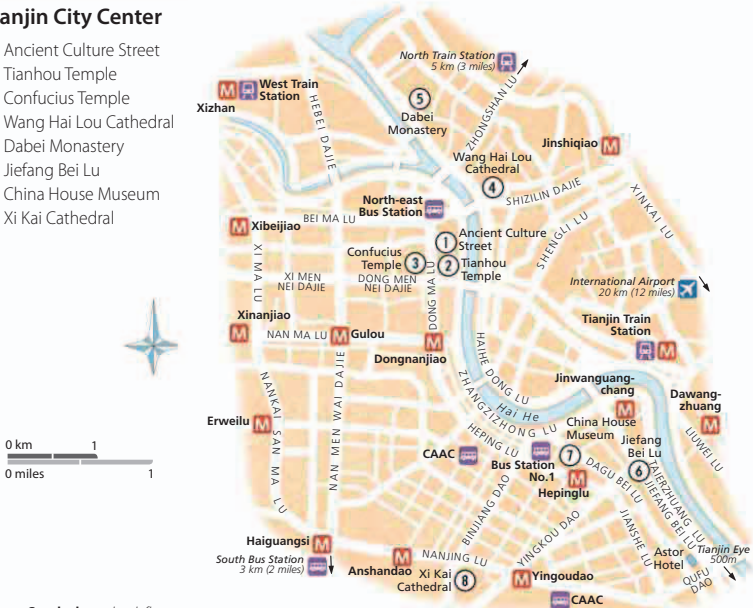 anjin City Center
Ancient Culture Street
Tianhou Temple
Confucius Temple
Wang Hai Lou Cathedral
Dabei Monastery
Jiefang Bei Lu
China House Museum
Xi Kai Cathedral
North Train Station
5 km (3 miles)
M
West Train
Station
Xizhan
HEBEI DAJIE
5
Dabei
Monastery
ZHONGSHAN LU
Jinshiqiao M
Wang Hai Lou
Cathedral
4
SHIZILIN DAJIE
XINKAI LU
North-east
Bus Station
BEI MA LU
M Xibeijiao
SHENGLI LU
1 Ancient Culture
Street
Confucius
Temple 3
2 Tianhou
Temple
XI MA LU
XI MEN
NEI DAJIE
DONG MEN
NEI DAJIE
DONG MA LU
International Airport
20 km (12 miles)
Xinanjiao
M
NAN MA LU
M Gulou
M
Dongnanjiao
Tianjin Train
Station
M
HAIHE DONG LU
ZHANGZIZHONG LU
Hai He
Jinwanguang-
chang
M
Dawang-
zhuang
M
NANKAI SAN MA LU
NAN MEN WAI DAJIE
Erweilu M
0 km 1
0 miles 1
HEPING LU
China House
Museum
7
Jiefang
Bei Lu
6
LIUWEI LU
CAAC
Bus Station
No.1
M
Hepinglu
DAGU BEI LU
TAIERZHUANG LU
JIEFANG BEI LU
BINJIANG DAO
YINGKOU DAO
JIANSHE LU
Haiguangsi M
South Bus Station
3 km (2 miles)
M
Anshandao
NANJING LU
Xi Kai
Cathedral 8
M Yingoudao
Astor
Hotel
Tianjin Eye
500m
QUFU
DAO
CAAC